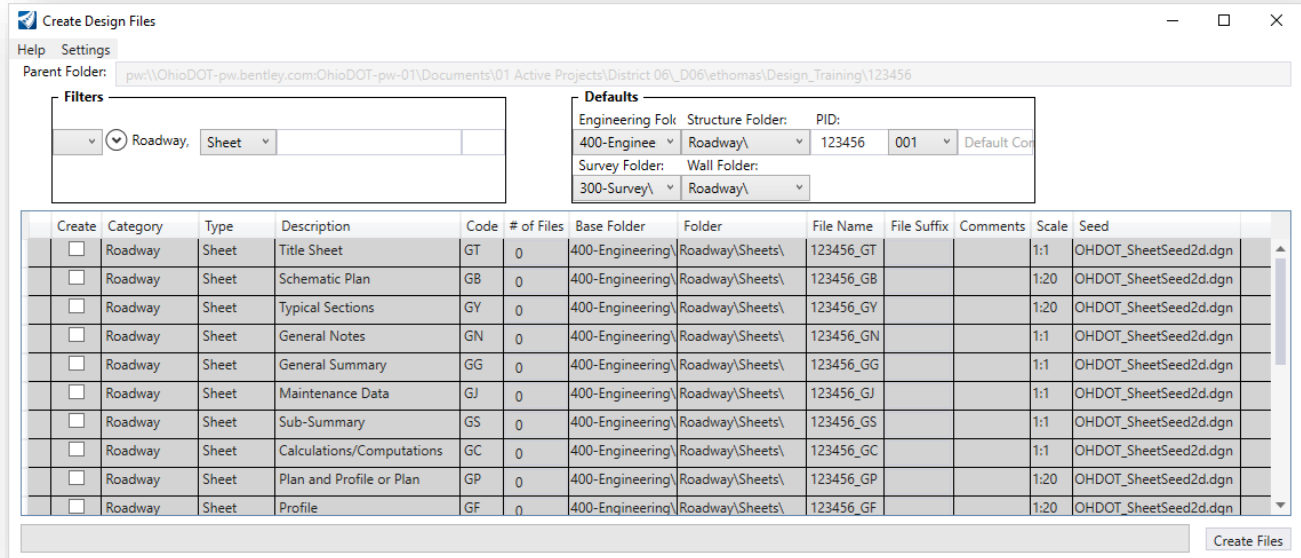 Create Design Files
Help Settings
Parent Folder: pw:\\OhioDOT-pw.bentley.com:OhioDOT-pw-01\Documents\01 Active Projects\District 06\_D06\ethomas\Design_Training\123456
Filters
Roadway, Sheet
Defaults
Engineering Fol Structure Folder: PID:
400-Enginee Roadway\ 123456 001 Default Con
Survey Folder: Wall Folder:
300-Survey\ Roadway\
Create Category Type Description Code # of Files Base Folder Folder File Name File Suffix Comments Scale Seed
Roadway Sheet Title Sheet GT 0 400-Engineering\ Roadway\Sheets\ 123456_GT 1:1 OHDOT_SheetSeed2d.dgn
Roadway Sheet Schematic Plan GB 0 400-Engineering\ Roadway\Sheets\ 123456_GB 1:20 OHDOT_SheetSeed2d.dgn
Roadway Sheet Typical Sections GY 0 400-Engineering\ Roadway\Sheets\ 123456_GY 1:20 OHDOT_SheetSeed2d.dgn
Roadway Sheet General Notes GN 0 400-Engineering\ Roadway\Sheets\ 123456_GN 1:1 OHDOT_SheetSeed2d.dgn
Roadway Sheet General Summary GG 0 400-Engineering\ Roadway\Sheets\ 123456_GG 1:1 OHDOT_SheetSeed2d.dgn
Roadway Sheet Maintenance Data GJ 0 400-Engineering\ Roadway\Sheets\ 123456_GJ 1:1 OHDOT_SheetSeed2d.dgn
Roadway Sheet Sub-Summary GS 0 400-Engineering\ Roadway\Sheets\ 123456_GS 1:1 OHDOT_SheetSeed2d.dgn
Roadway Sheet Calculations/Computations GC 0 400-Engineering\ Roadway\Sheets\ 123456_GC 1:1 OHDOT_SheetSeed2d.dgn
Roadway Sheet Plan and Profile or Plan GP 0 400-Engineering\ Roadway\Sheets\ 123456_GP 1:20 OHDOT_SheetSeed2d.dgn
Roadway Sheet Profile GF 0 400-Engineering\ Roadway\Sheets\ 123456_GF 1:20 OHDOT_SheetSeed2d.dgn
Create Files